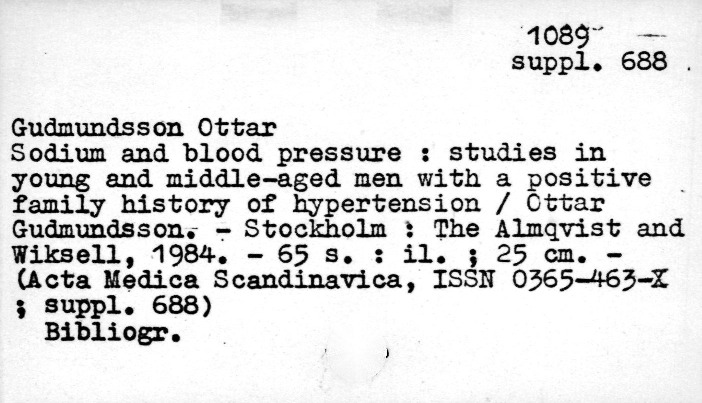 1089 —
suppl. 688 .
Gudmundsson Ottar
Sodium and blood pressure : studies in
young and middle-aged men with a positive
family history of hypertension / Ottar
Gudmundsson. - Stockholm : The Almqvist and
Wiksell, 1984. - 65 s. : il. ; 25 cm. -
(Acta Medica Scandinavica, ISSN 0365-463-X
; suppl. 688)
Bibliogr.